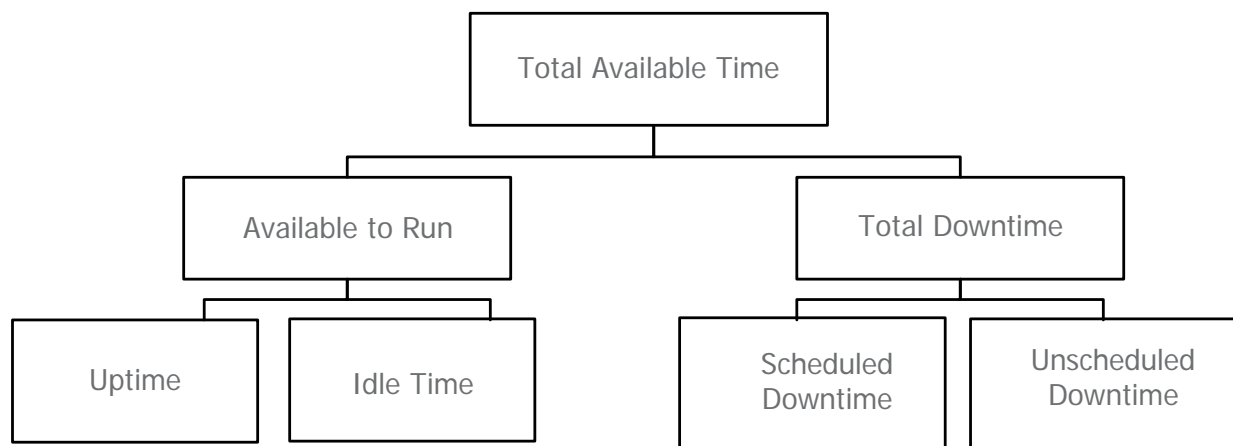 Total Available Time
Available to Run
Total Downtime
Uptime
Idle Time
Scheduled
Downtime
Unscheduled
Downtime